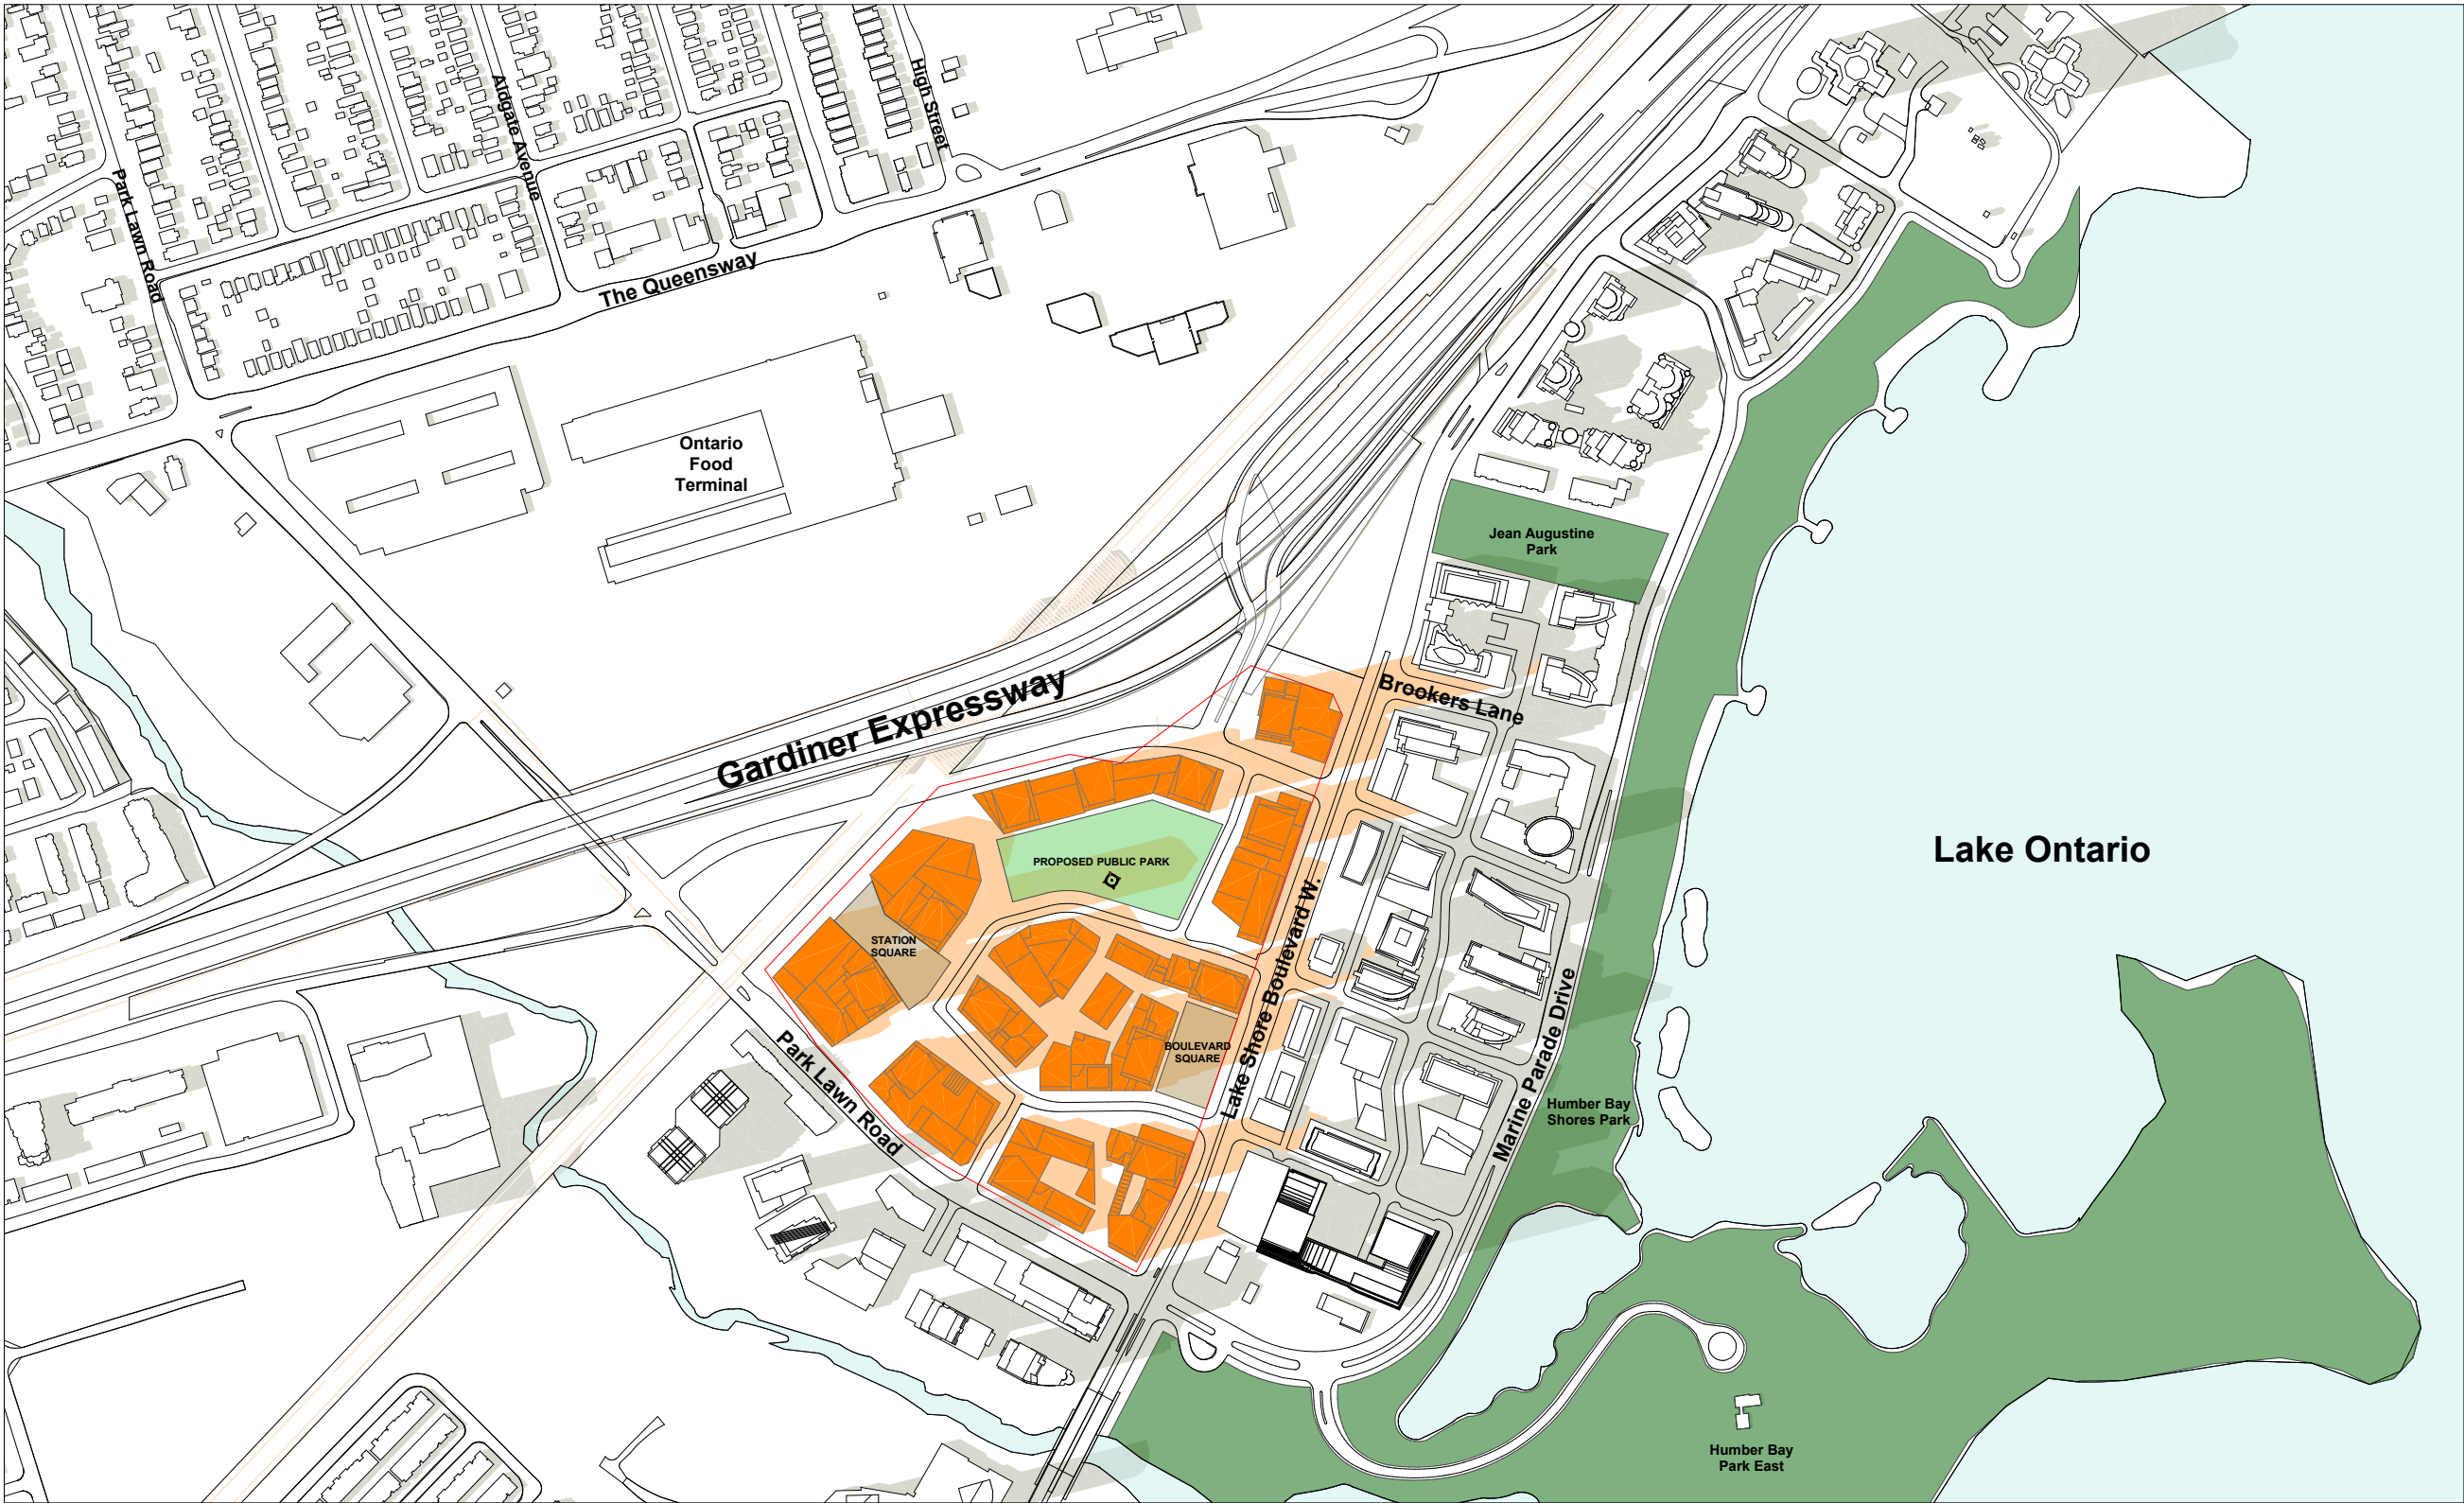 High Street
Aldgate Avenue
Park Lawn Road
The Queensway
Ontario
Food
Terminal
Jean Augustine
Park
Gardiner Expressway
Brookers Lane
PROPOSED PUBLIC PARK
Lake Ontario
STATION
SQUARE
Lake Shore Boulevard W.
BOULEVARD
SQUARE
Park Lawn Road
Marine Parade Drive
Humber Bay
Shores Park
Humber Bay
Park East